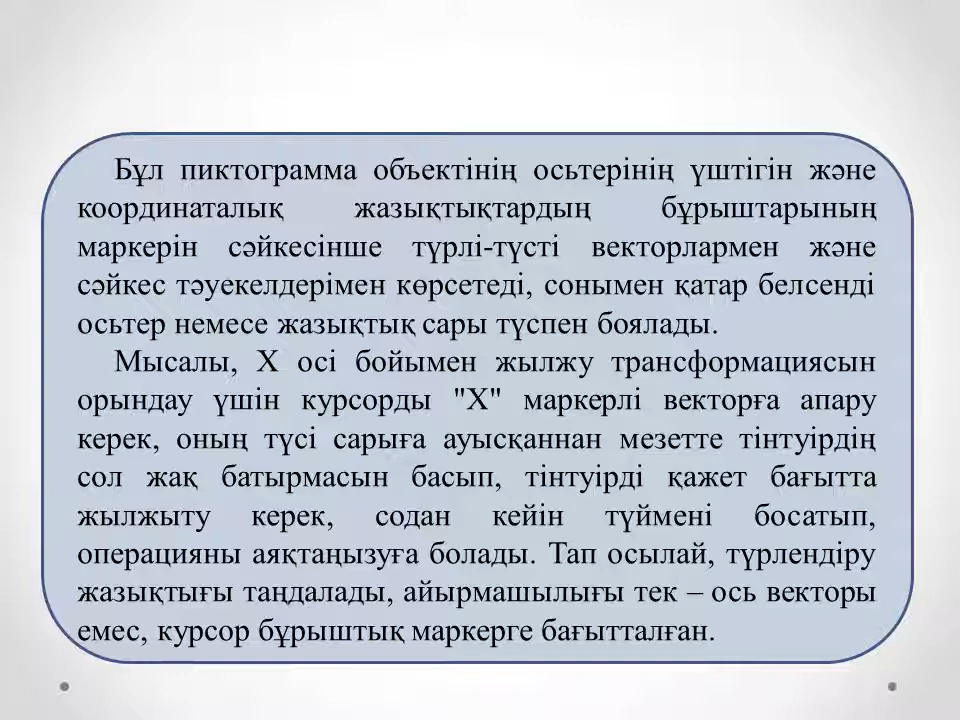 Бұл пиктограмма объектінің осьтерінің үштігін және
координаталық жазықтықтардың бұрыштарының
маркерін сәйкесінше түрлі-түсті векторлармен және
сәйкес тәуекелдерімен көрсетеді, сонымен қатар белсенді
осьтер немесе жазықтық сары түспен боялады.
Мысалы, X осі бойымен жылжу трансформациясын
орындау үшін курсорды "X" маркерлі векторға апару
керек, оның түсі сарыға ауысқаннан мезетте тінтуірдің
сол жақ батырмасын басып, тінтуірді қажет бағытта
жылжыту керек, содан кейін түймені босатып,
операцияны аяқтаңызуға болады. Тап осылай, түрлендіру
жазықтығы таңдалады, айырмашылығы тек – ось векторы
емес, курсор бұрыштық маркерге бағытталған.